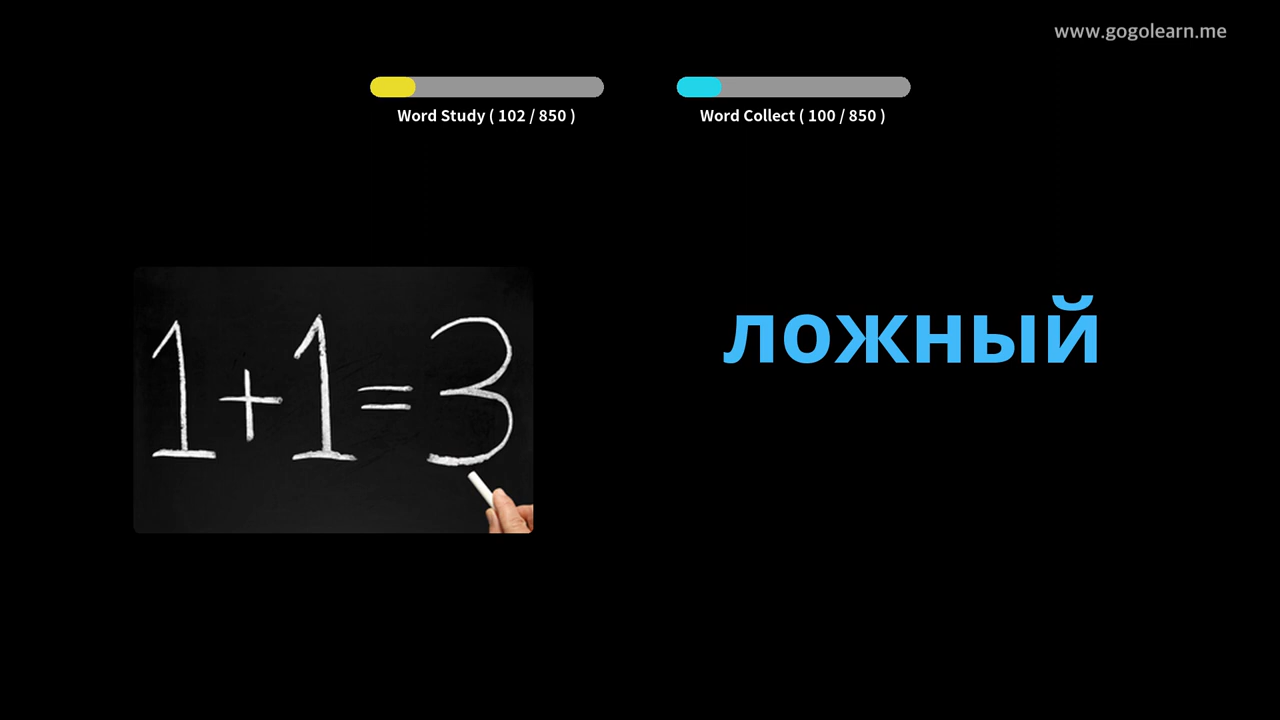 www.gogolearn.me
Word Study ( 102 / 850 )
Word Collect ( 100 / 850 )
1+1=3
ложный